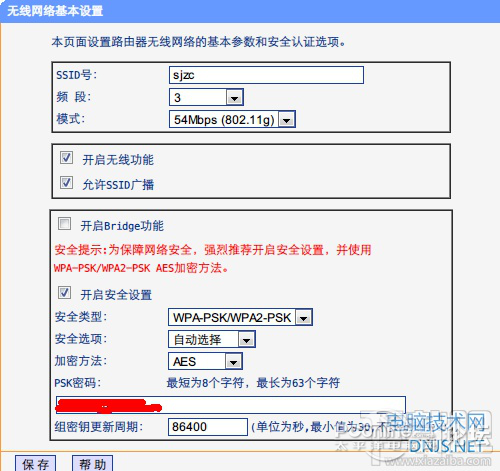 无线网络基本设置
本页面设置路由器无线网络的基本参数和安全认证选项。
SSID号: sjzc
频 段: 3
模式: 54Mbps (802.11g)
开启无线功能
允许SSID广播
开启Bridge功能
安全提示:为保障网络安全，强烈推荐开启安全设置，并使用
WPA-PSK/WPA2-PSK AES加密方法。
开启安全设置
安全类型: WPA-PSK/WPA2-PSK
安全选项: 自动选择
加密方法: AES
PSK密码: 最短为8个字符，最长为63个字符
组密钥更新周期: 86400 (单位为秒,最小值为30,不
电脑技术网
DNJS.NET
www.xiazaiba.com
保存 帮助